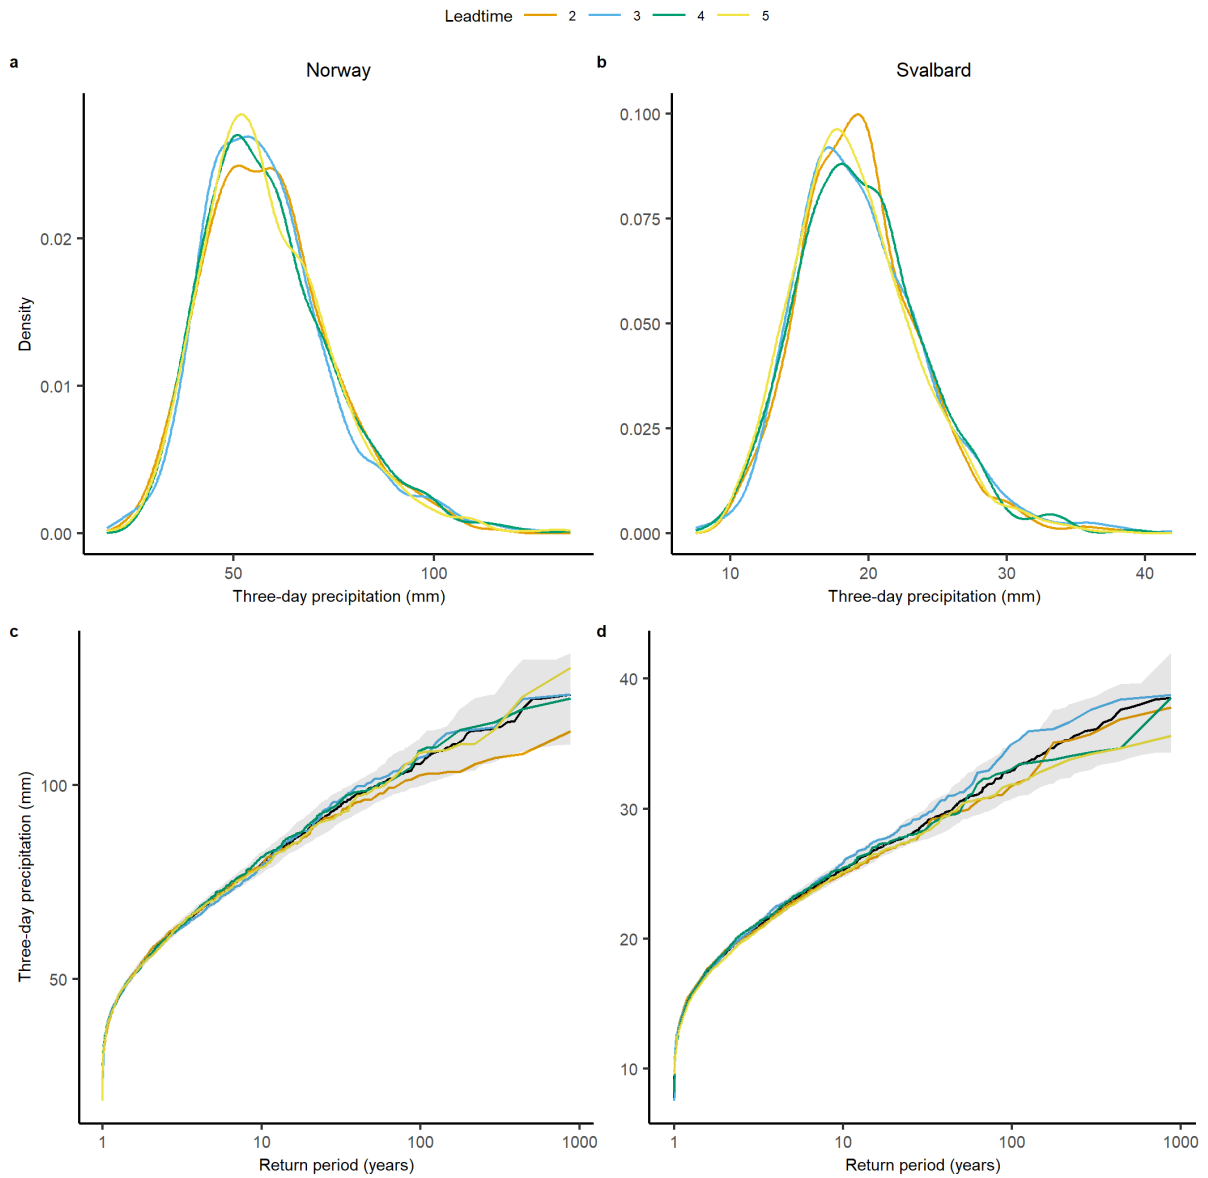 Leadtime 2 3 4 5
a b
Norway Svalbard
Density
0.02
0.01
0.00
50 100
Three-day precipitation (mm)
0.100
0.075
0.050
0.025
0.000
10 20 30 40
Three-day precipitation (mm)
c d
Three-day precipitation (mm)
100
50
1 10 100 1000
Return period (years)
40
30
20
10
1 10 100 1000
Return period (years)